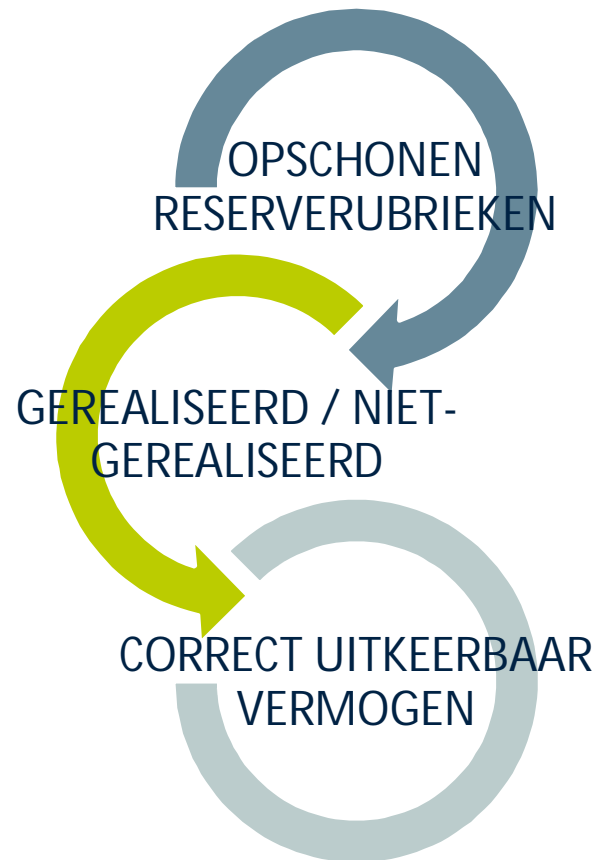 OPSCHONEN
RESERVERUBRIEKEN
GEREALISEERD / NIET-
GEREALISEERD
CORRECT UITKEERBAAR
VERMOGEN